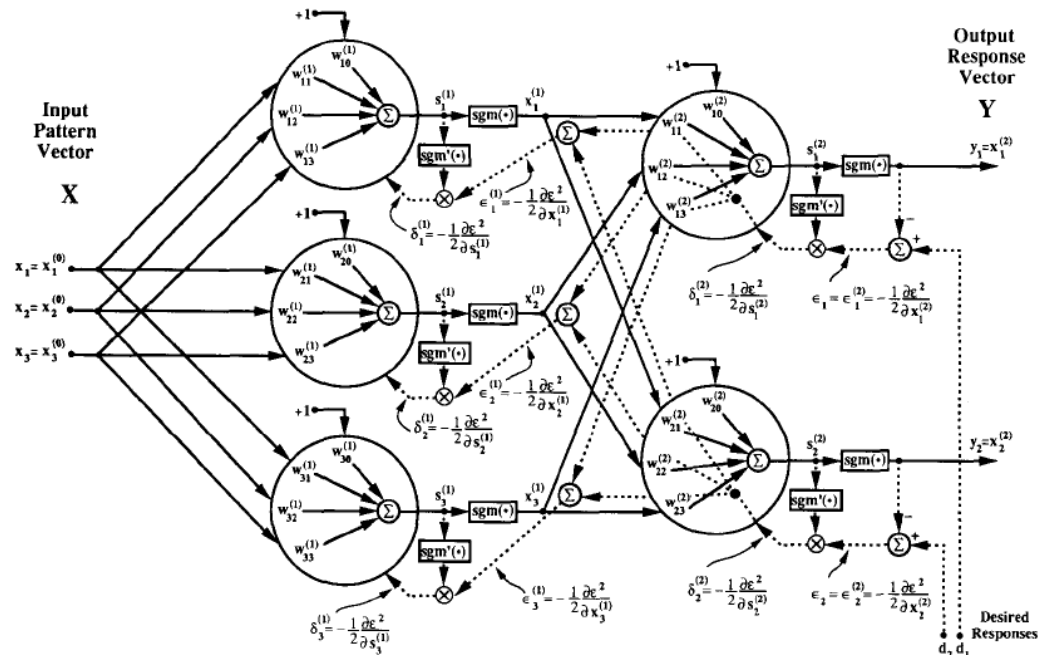 Input
Pattern
Vector
X
x₁= x₁⁽⁰⁾
x₂= x₂⁽⁰⁾
x₃= x₃⁽⁰⁾
+1
w₁₀⁽¹⁾
w₁₁⁽¹⁾
w₁₂⁽¹⁾
w₁₃⁽¹⁾
Σ
s₁⁽¹⁾
sgm(•)
x₁⁽¹⁾
sgm'(•)
⊗
Σ
δ₁⁽¹⁾=−1/2 ∂ε²/∂s₁⁽¹⁾
ϵ₁⁽¹⁾=−1/2 ∂ε²/∂x₁⁽¹⁾
+1
w₂₀⁽¹⁾
w₂₁⁽¹⁾
w₂₂⁽¹⁾
w₂₃⁽¹⁾
Σ
s₂⁽¹⁾
sgm(•)
x₂⁽¹⁾
sgm'(•)
⊗
Σ
δ₂⁽¹⁾=−1/2 ∂ε²/∂s₂⁽¹⁾
ϵ₂⁽¹⁾=−1/2 ∂ε²/∂x₂⁽¹⁾
+1
w₃₀⁽¹⁾
w₃₁⁽¹⁾
w₃₂⁽¹⁾
w₃₃⁽¹⁾
Σ
s₃⁽¹⁾
sgm(•)
x₃⁽¹⁾
sgm'(•)
⊗
Σ
δ₃⁽¹⁾=−1/2 ∂ε²/∂s₃⁽¹⁾
ϵ₃⁽¹⁾=−1/2 ∂ε²/∂x₃⁽¹⁾
+1
w₁₀⁽²⁾
w₁₁⁽²⁾
w₁₂⁽²⁾
w₁₃⁽²⁾
Σ
s₁⁽²⁾
sgm(•)
y₁=x₁⁽²⁾
sgm'(•)
⊗
Σ
−
+
δ₁⁽²⁾=−1/2 ∂ε²/∂s₁⁽²⁾
ϵ₁ = ϵ₁⁽²⁾=−1/2 ∂ε²/∂x₁⁽²⁾
+1
w₂₀⁽²⁾
w₂₁⁽²⁾
w₂₂⁽²⁾
w₂₃⁽²⁾
Σ
s₂⁽²⁾
sgm(•)
y₂=x₂⁽²⁾
sgm'(•)
⊗
Σ
−
+
δ₂⁽²⁾=−1/2 ∂ε²/∂s₂⁽²⁾
ϵ₂ = ϵ₂⁽²⁾=−1/2 ∂ε²/∂x₂⁽²⁾
Output
Response
Vector
Y
Desired
Responses
d₂ d₁